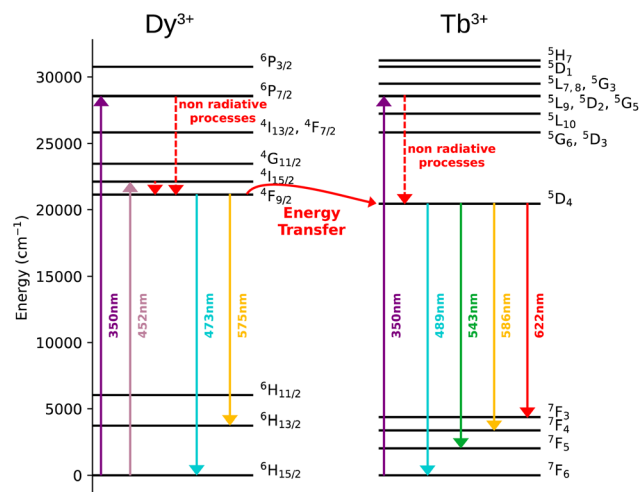 Dy³⁺
Tb³⁺
Energy (cm⁻¹)
30000
25000
20000
15000
10000
5000
0
⁶P₃/₂
⁶P₇/₂
⁴I₁₃/₂, ⁴F₇/₂
⁴G₁₁/₂
⁴I₁₅/₂
⁴F₉/₂
⁶H₁₁/₂
⁶H₁₃/₂
⁶H₁₅/₂
non radiative
processes
350nm
452nm
473nm
575nm
Energy
Transfer
⁵H₇
⁵D₁
⁵L₇,₈, ⁵G₃
⁵L₉, ⁵D₂, ⁵G₅
⁵L₁₀
⁵G₆, ⁵D₃
⁵D₄
⁷F₃
⁷F₄
⁷F₅
⁷F₆
non radiative
processes
350nm
489nm
543nm
586nm
622nm